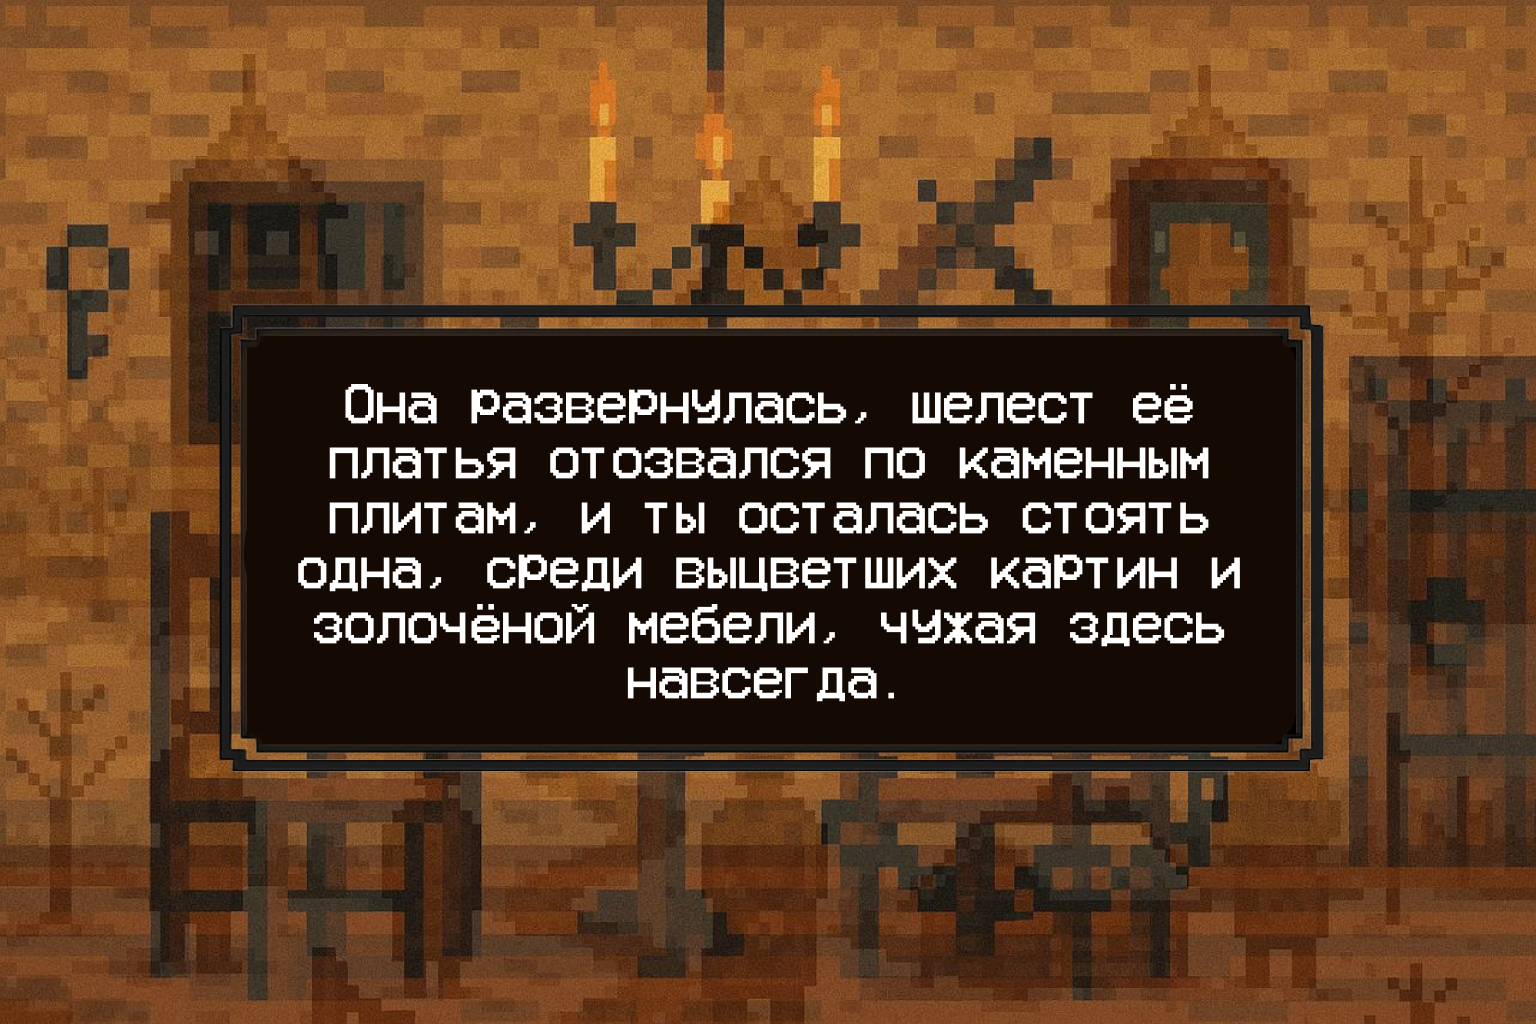 Она развернулась, шелест её
платья отозвался по каменным
плитам, и ты осталась стоять
одна, среди выцветших картин и
золочёной мебели, чужая здесь
навсегда.